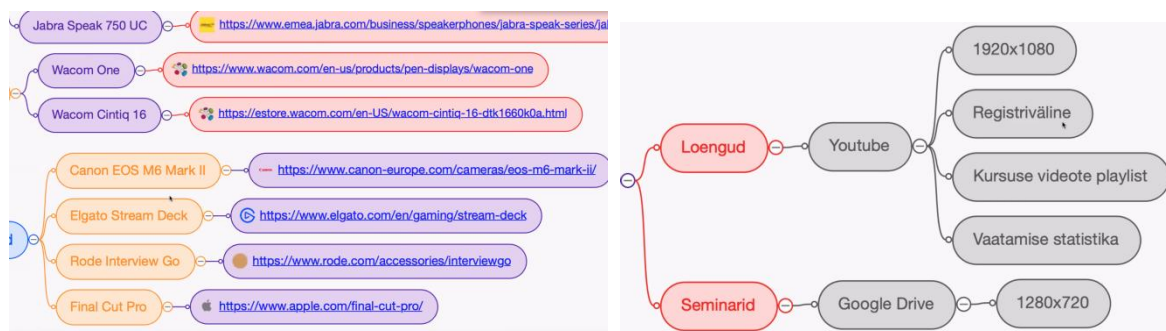 Jabra Speak 750 UC
https://www.emea.jabra.com/business/speakerphones/jabra-speak-series/
Wacom One
https://www.wacom.com/en-us/products/pen-displays/wacom-one
Wacom Cintiq 16
https://estore.wacom.com/en-US/wacom-cintiq-16-dtk1660k0a.html
Canon EOS M6 Mark II
https://www.canon-europe.com/cameras/eos-m6-mark-ii/
Elgato Stream Deck
https://www.elgato.com/en/gaming/stream-deck
Rode Interview Go
https://www.rode.com/accessories/interviewgo
Final Cut Pro
https://www.apple.com/final-cut-pro/
Loengud
Youtube
1920x1080
Registriväline
Kursuse videote playlist
Vaatamise statistika
Seminarid
Google Drive
1280x720